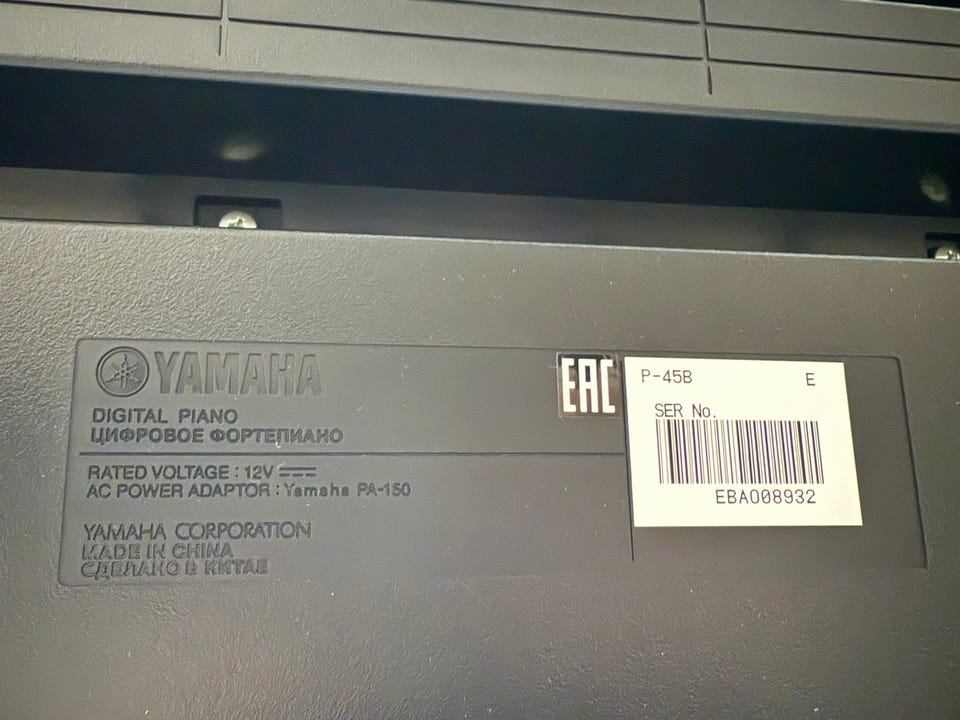 YAMAHA
DIGITAL PIANO
ЦИФРОВОЕ ФОРТЕПИАНО
RATED VOLTAGE : 12V
AC POWER ADAPTOR : Yamaha PA-150
YAMAHA CORPORATION
MADE IN CHINA
СДЕЛАНО В КИТАЕ
EAC
P-45B E
SER No.
EBAO08932